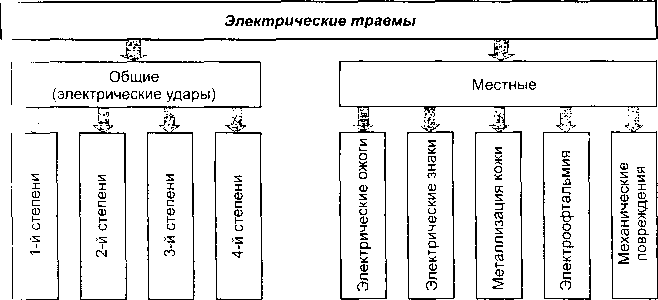 Электрические травмы
Общие
(электрические удары)
Местные
1-й степени
2-й степени
3-й степени
4-й степени
Электрические ожоги
Электрические знаки
Металлизация кожи
Электроофтальмия
Механические
повреждения